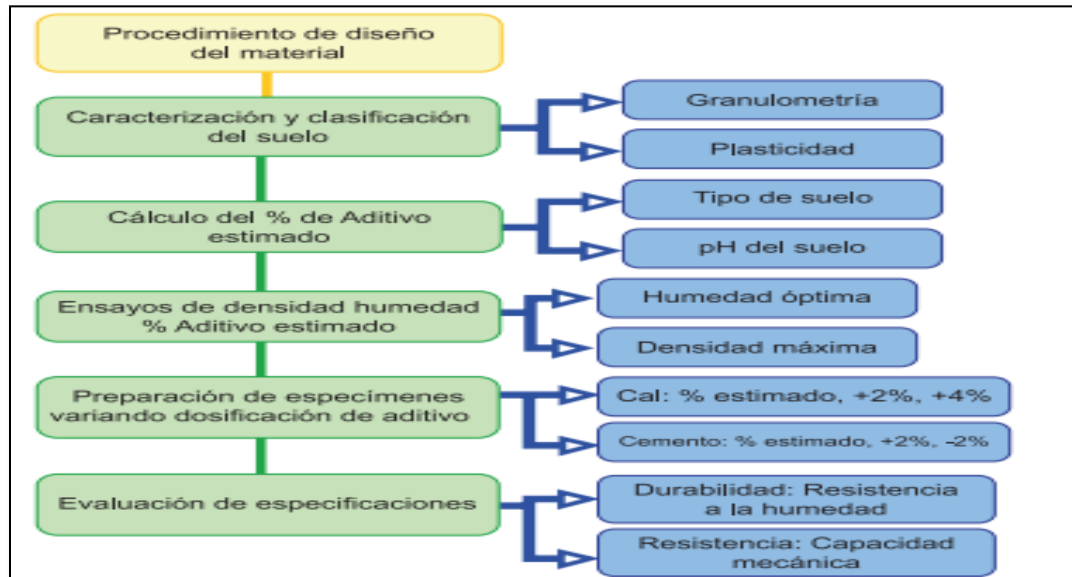 Procedimiento de diseño
del material
Caracterización y clasificación
del suelo
Granulometría
Plasticidad
Cálculo del % de Aditivo
estimado
Tipo de suelo
pH del suelo
Ensayos de densidad humedad
% Aditivo estimado
Humedad óptima
Densidad máxima
Preparación de especímenes
variando dosificación de aditivo
Cal: % estimado, +2%, +4%
Cemento: % estimado, +2%, -2%
Evaluación de especificaciones
Durabilidad: Resistencia
a la humedad
Resistencia: Capacidad
mecánica